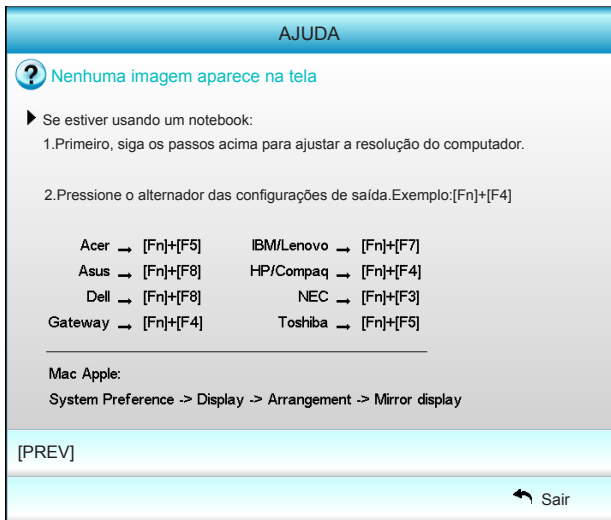 AJUDA
Nenhuma imagem aparece na tela
Se estiver usando um notebook:
1.Primeiro, siga os passos acima para ajustar a resolução do computador.
2.Pressione o alternador das configurações de saída.Exemplo:[Fn]+[F4]
Acer → [Fn]+[F5] IBM/Lenovo → [Fn]+[F7]
Asus → [Fn]+[F8] HP/Compaq → [Fn]+[F4]
Dell → [Fn]+[F8] NEC → [Fn]+[F3]
Gateway → [Fn]+[F4] Toshiba → [Fn]+[F5]
Mac Apple:
System Preference -> Display -> Arrangement -> Mirror display
[PREV]
Sair